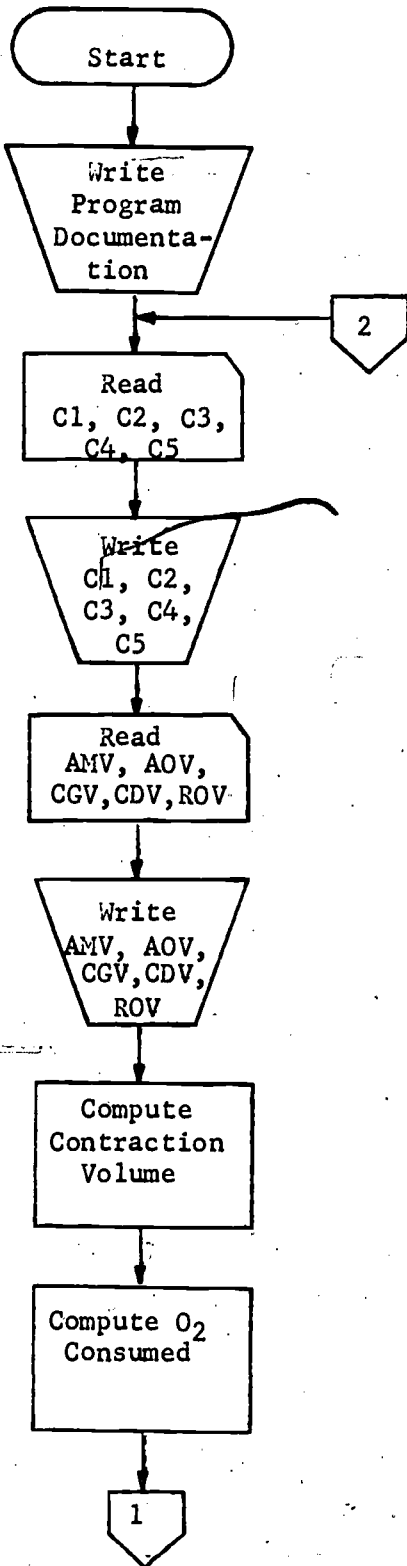 Start
Write
Program
Documenta-
tion
2
Read
C1, C2, C3,
C4, C5
Write
C1, C2,
C3, C4,
C5
Read
AMV, AOV,
CGV,CDV,ROV
Write
AMV, AOV,
CGV,CDV,
ROV
Compute
Contraction
Volume
Compute O2
Consumed
1